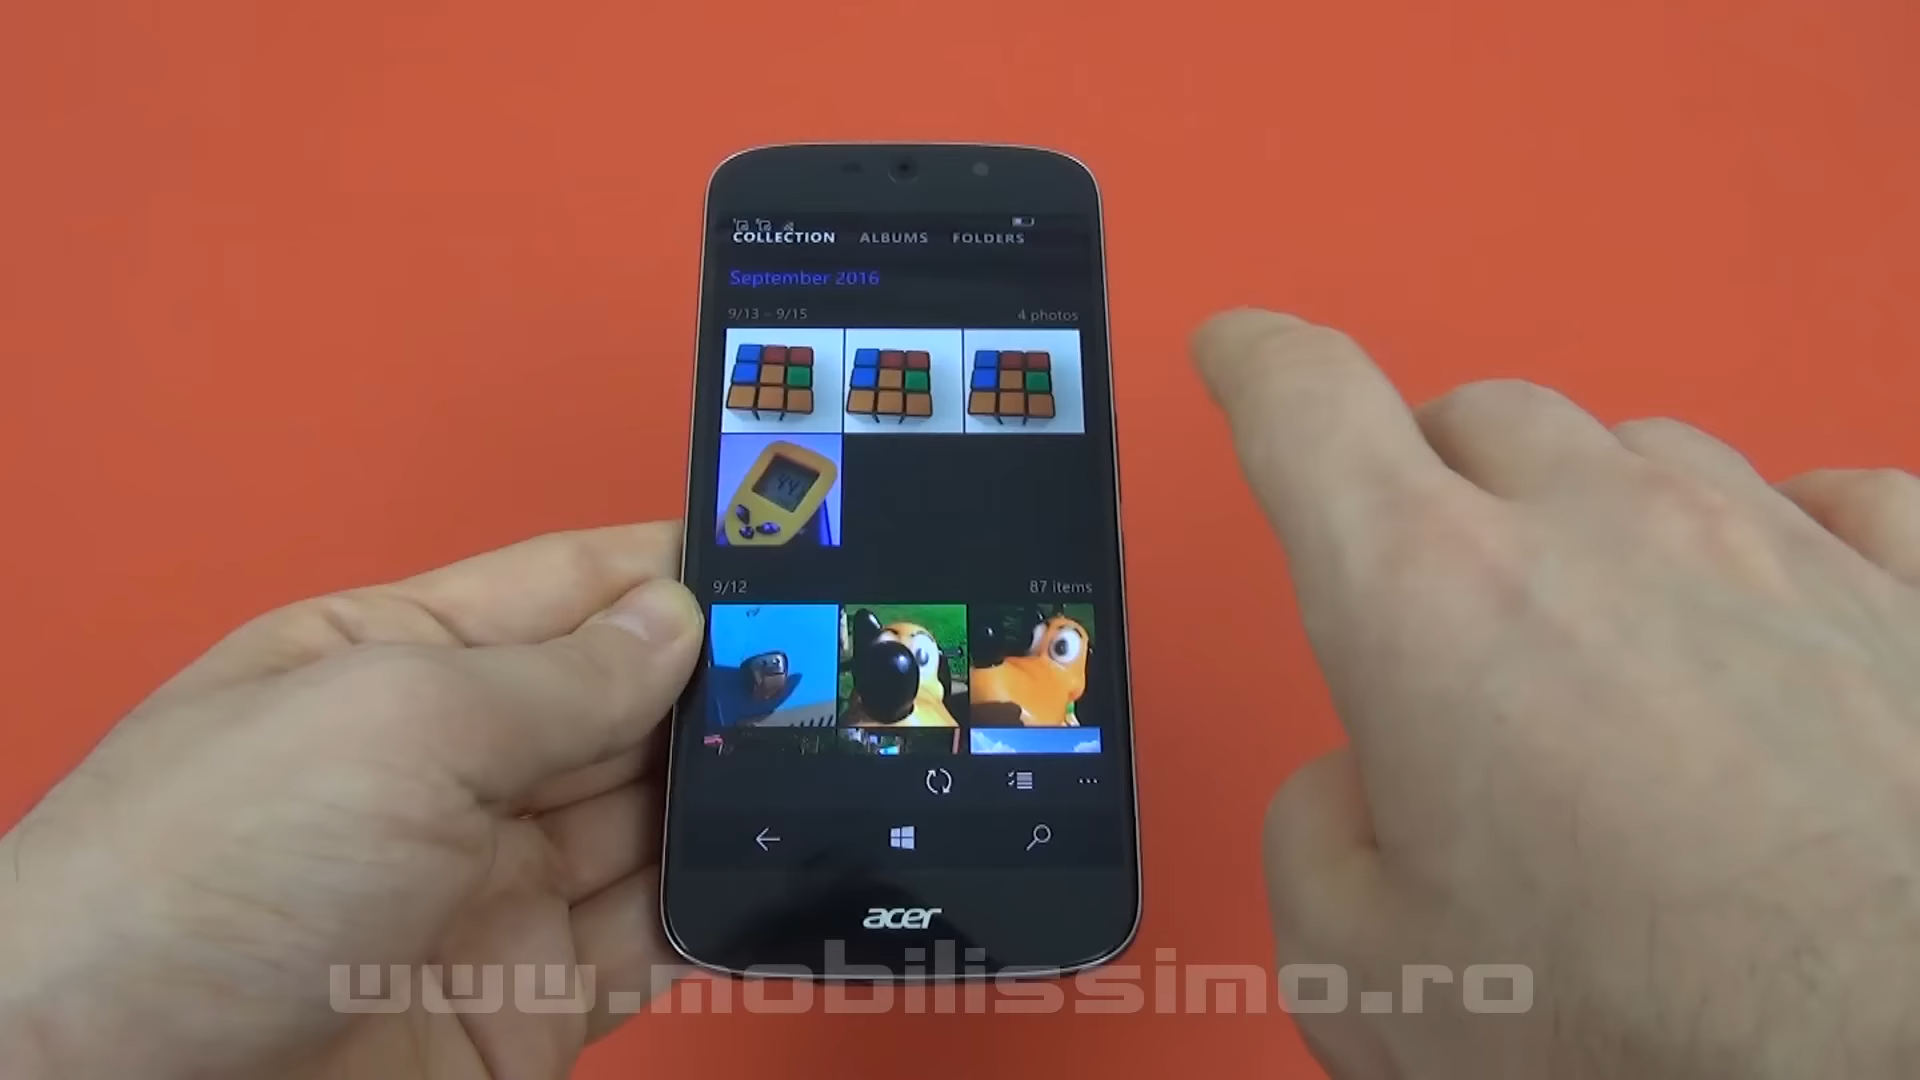 COLLECTION ALBUMS FOLDERS
September 2016
9/13 - 9/15 4 photos
44
9/12 87 items
acer
www.mobilissimo.ro